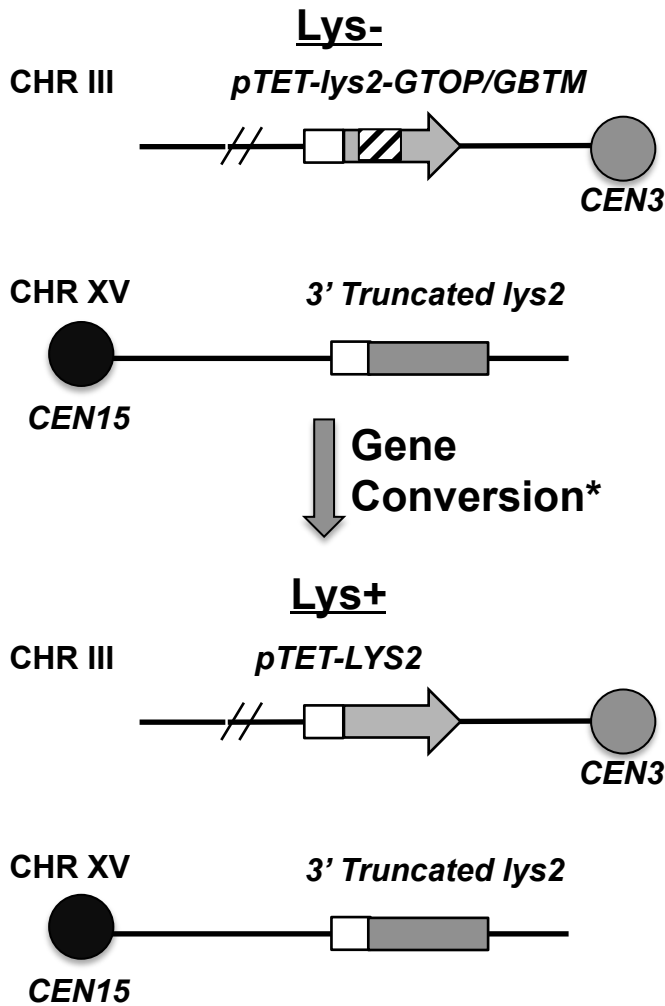 Lys-
CHR III pTET-lys2-GTOP/GBTM
CEN3
CHR XV 3’ Truncated lys2
CEN15
Gene
Conversion*
Lys+
CHR III pTET-LYS2
CEN3
CHR XV 3’ Truncated lys2
CEN15